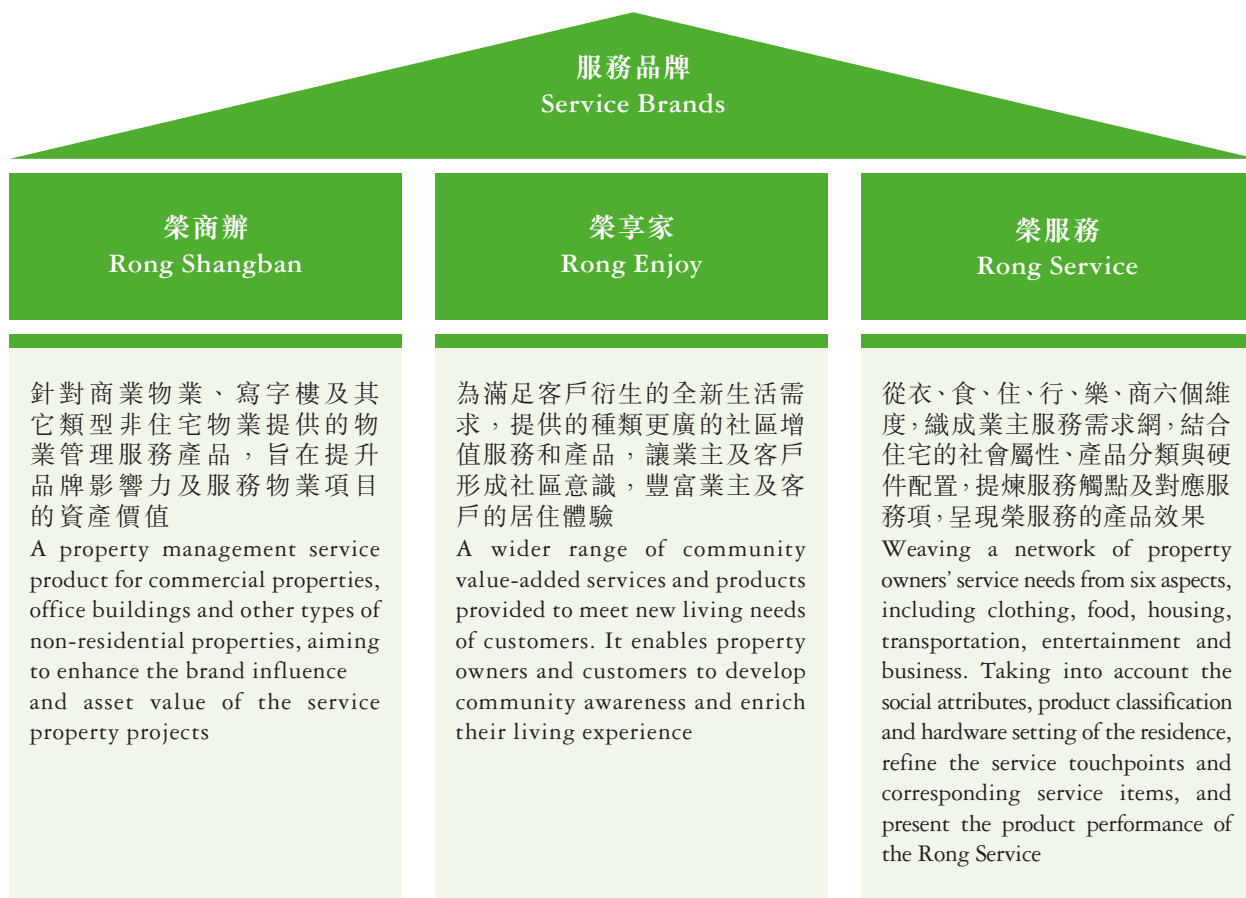 服務品牌
Service Brands
榮商辦
Rong Shangban
針對商業物業、寫字樓及其
它類型非住宅物業提供的物
業管理服務產品，旨在提升
品牌影響力及服務物業項目
的資產價值
A property management service
product for commercial properties,
office buildings and other types of
non-residential properties, aiming
to enhance the brand influence
and asset value of the service
property projects
榮享家
Rong Enjoy
為滿足客戶衍生的全新生活需
求，提供的種類更廣的社區增
值服務和產品，讓業主及客戶
形成社區意識，豐富業主及客
戶的居住體驗
A wider range of community
value-added services and products
provided to meet new living needs
of customers. It enables property
owners and customers to develop
community awareness and enrich
their living experience
榮服務
Rong Service
從衣、食、住、行、樂、商六個維
度，織成業主服務需求網，結合
住宅的社會屬性、產品分類與硬
件配置，提煉服務觸點及對應服
務項，呈現榮服務的產品效果
Weaving a network of property
owners’ service needs from six aspects,
including clothing, food, housing,
transportation, entertainment and
business. Taking into account the
social attributes, product classification
and hardware setting of the residence,
refine the service touchpoints and
corresponding service items, and
present the product performance of
the Rong Service